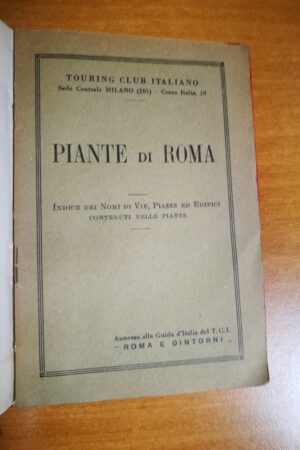 TOURING CLUB ITALIANO
Sede Centrale MILANO (105) - Corso Italia, 10
PIANTE DI ROMA
INDICE DEI NOMI DI VIE, PIAZZE ED EDIFICI
CONTENUTI NELLE PIANTE
Annesso alla Guida d'Italia del T.C.I.
" ROMA E DINTORNI "